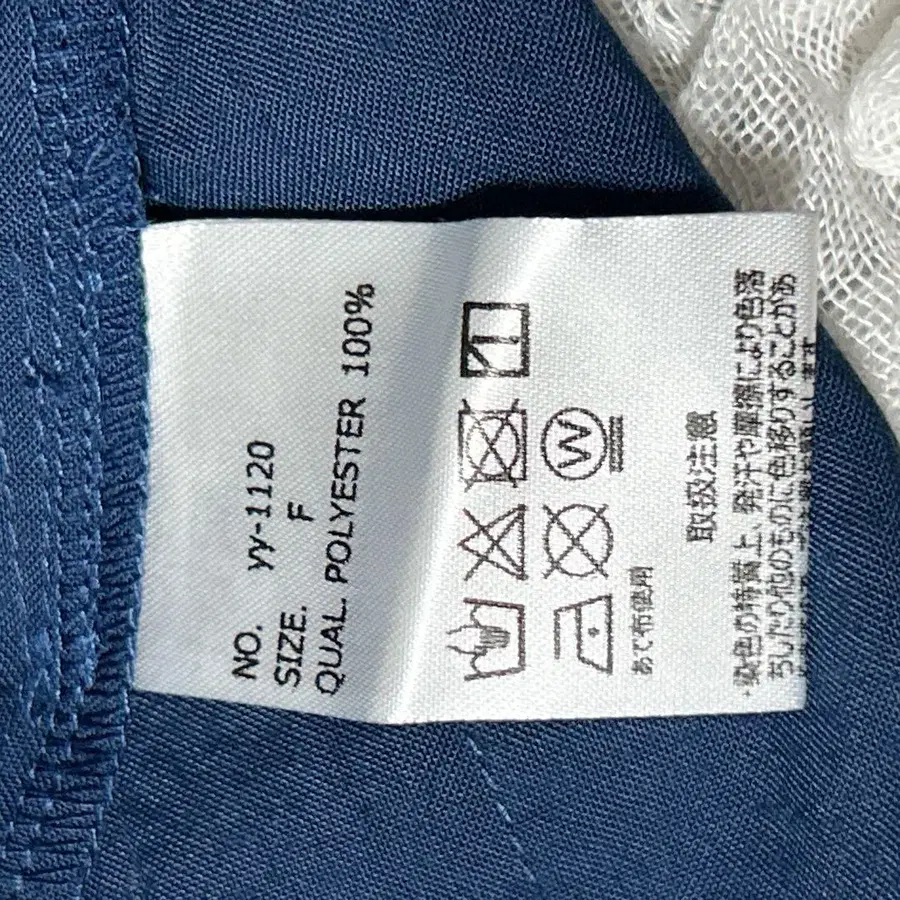 NO. yy-1120
SIZE. F
QUAL. POLYESTER 100%
W
あて布使用
取扱注意
・染色の特質上、発汗や摩擦により色落
ちしたり他のものに色移りすることがあ